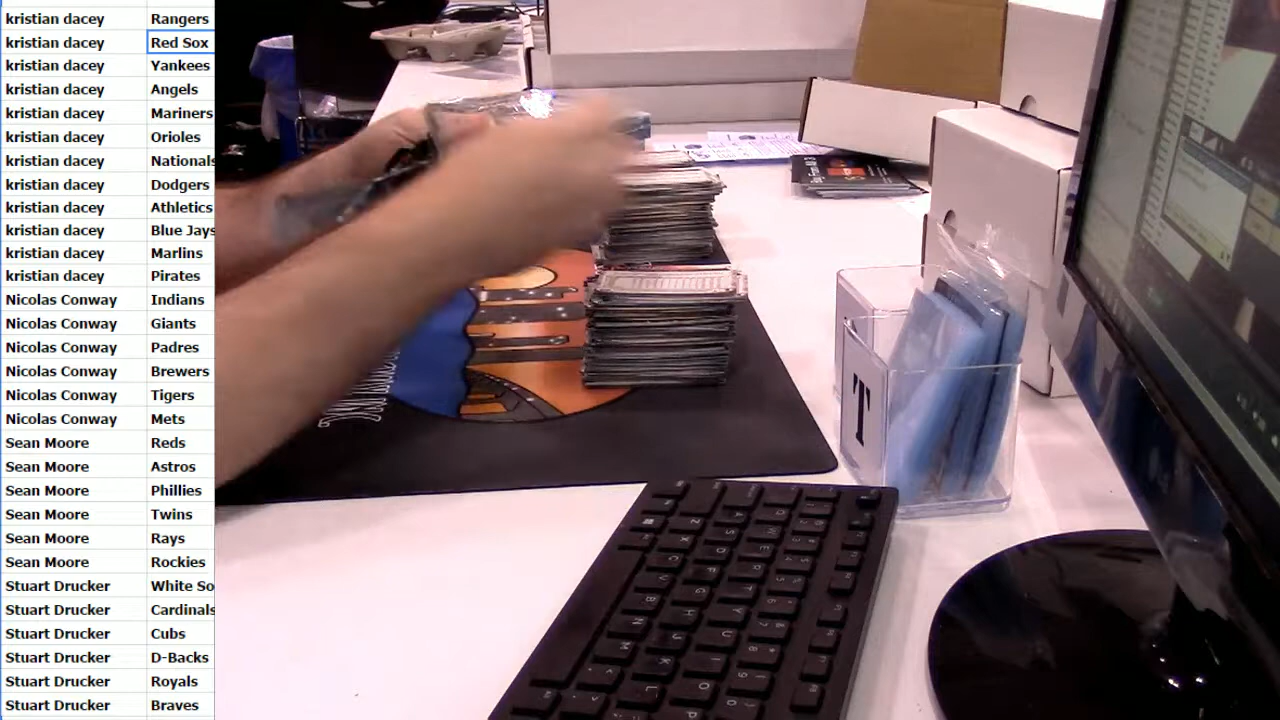 kristian dacey Rangers
kristian dacey Red Sox
kristian dacey Yankees
kristian dacey Angels
kristian dacey Mariners
kristian dacey Orioles
kristian dacey Nationals
kristian dacey Dodgers
kristian dacey Athletics
kristian dacey Blue Jays
kristian dacey Marlins
kristian dacey Pirates
Nicolas Conway Indians
Nicolas Conway Giants
Nicolas Conway Padres
Nicolas Conway Brewers
Nicolas Conway Tigers
Nicolas Conway Mets
Sean Moore Reds
Sean Moore Astros
Sean Moore Phillies
Sean Moore Twins
Sean Moore Rays
Sean Moore Rockies
Stuart Drucker White So
Stuart Drucker Cardinals
Stuart Drucker Cubs
Stuart Drucker D-Backs
Stuart Drucker Royals
Stuart Drucker Braves
T